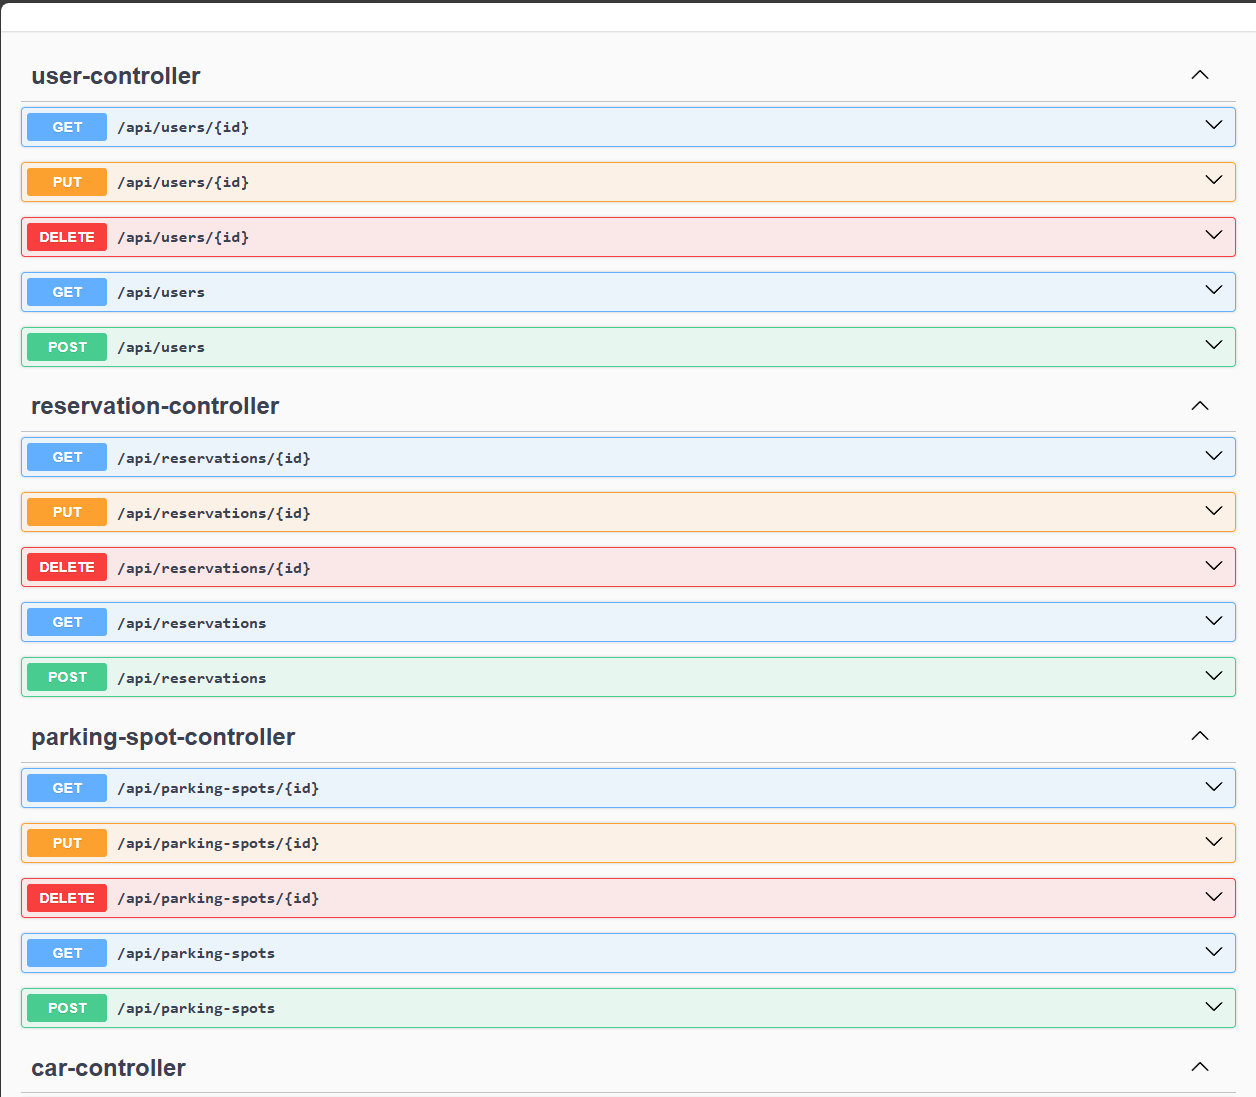 user-controller
GET /api/users/{id}
PUT /api/users/{id}
DELETE /api/users/{id}
GET /api/users
POST /api/users
reservation-controller
GET /api/reservations/{id}
PUT /api/reservations/{id}
DELETE /api/reservations/{id}
GET /api/reservations
POST /api/reservations
parking-spot-controller
GET /api/parking-spots/{id}
PUT /api/parking-spots/{id}
DELETE /api/parking-spots/{id}
GET /api/parking-spots
POST /api/parking-spots
car-controller